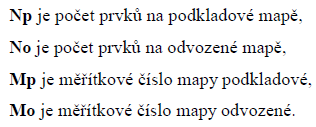 Np je počet prvků na podkladové mapě,
No je počet prvků na odvozené mapě,
Mp je měřítkové číslo mapy podkladové,
Mo je měřítkové číslo mapy odvozené.